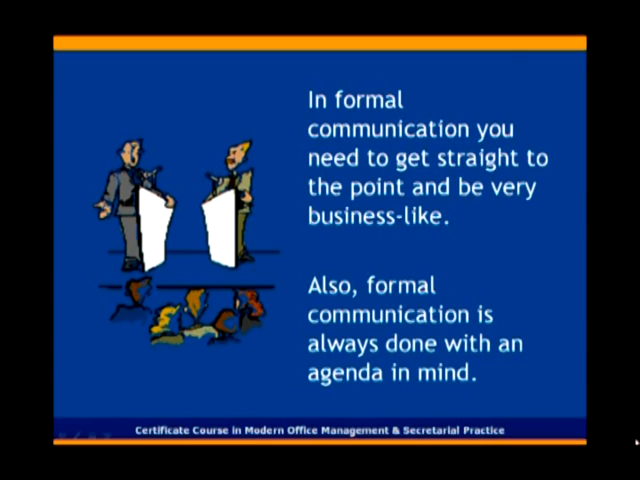 In formal
communication you
need to get straight to
the point and be very
business-like.
Also, formal
communication is
always done with an
agenda in mind.
Certificate Course in Modern Office Management & Secretarial Practice